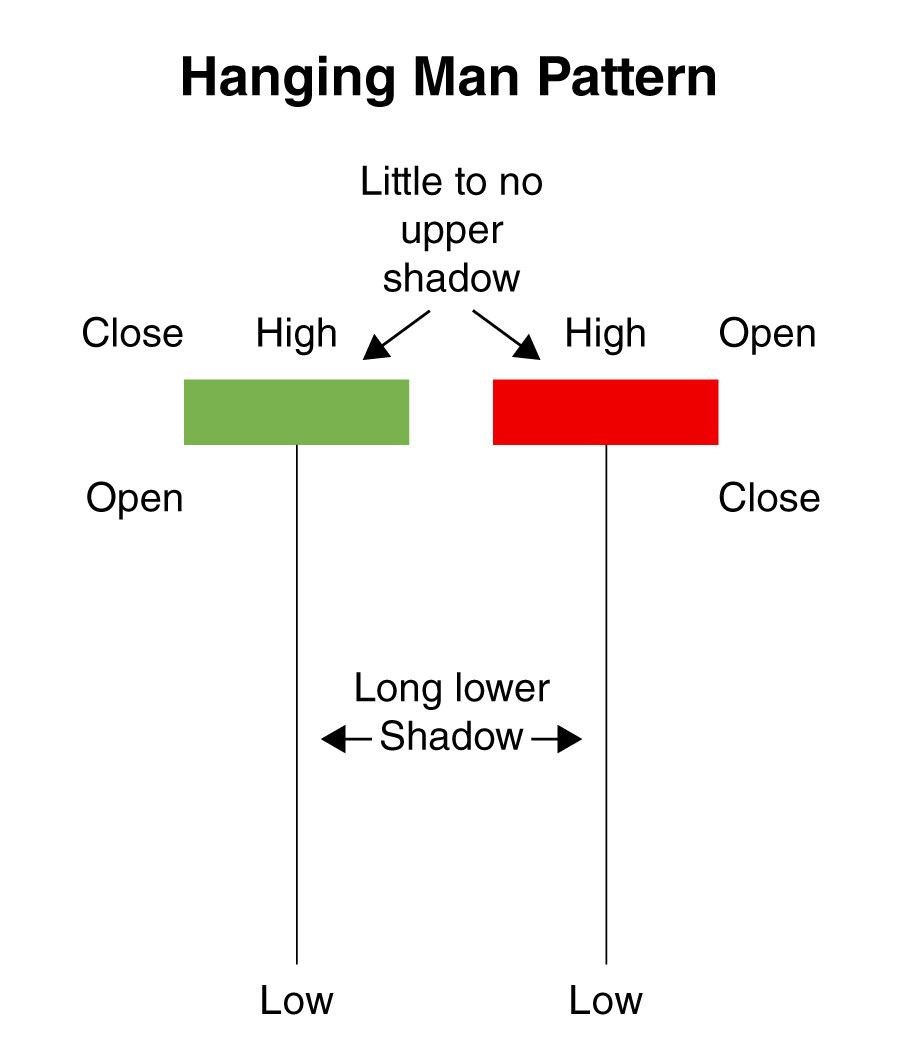 Hanging Man Pattern
Little to no
upper
shadow
Close High High Open
Open Close
Long lower
Shadow
Low Low